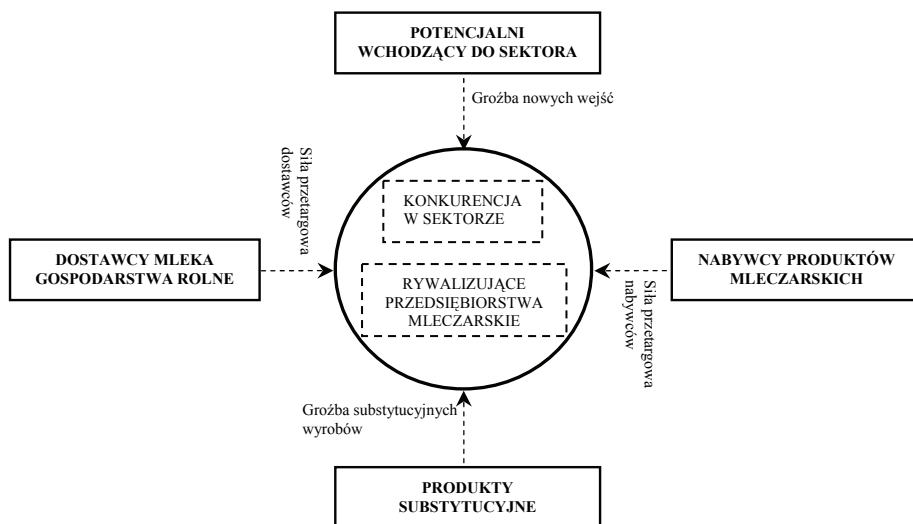 POTENCJALNI
WCHODZĄCY DO SEKTORA
Groźba nowych wejść
Siła przetargowa
dostawców
KONKURENCJA
W SEKTORZE
DOSTAWCY MLEKA
GOSPODARSTWA ROLNE
NABYWCY PRODUKTÓW
MLECZARSKICH
RYWALIZUJĄCE
PRZEDSIĘBIORSTWA
MLECZARSKIE
Siła przetargowa
nabywców
Groźba substytucyjnych
wyrobów
PRODUKTY
SUBSTYTUCYJNE